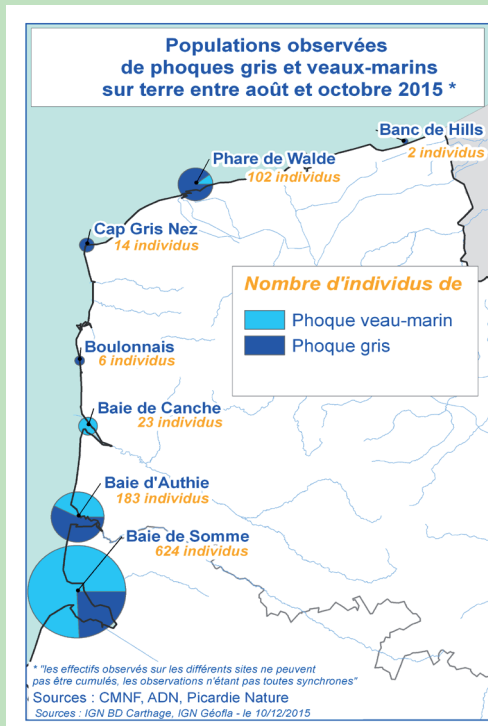 Populations observées
de phoques gris et veaux-marins
sur terre entre août et octobre 2015 *
Banc de Hills
2 individus
Phare de Walde
102 individus
Cap Gris Nez
14 individus
Nombre d'individus de
Phoque veau-marin
Phoque gris
Boulonnais
6 individus
Baie de Canche
23 individus
Baie d'Authie
183 individus
Baie de Somme
624 individus
* "les effectifs observés sur les différents sites ne peuvent
pas être cumulés, les observations n'étant pas toutes synchrones"
Sources : CMNF, ADN, Picardie Nature
Sources : IGN BD Carthage, IGN Géofla - le 10/12/2015